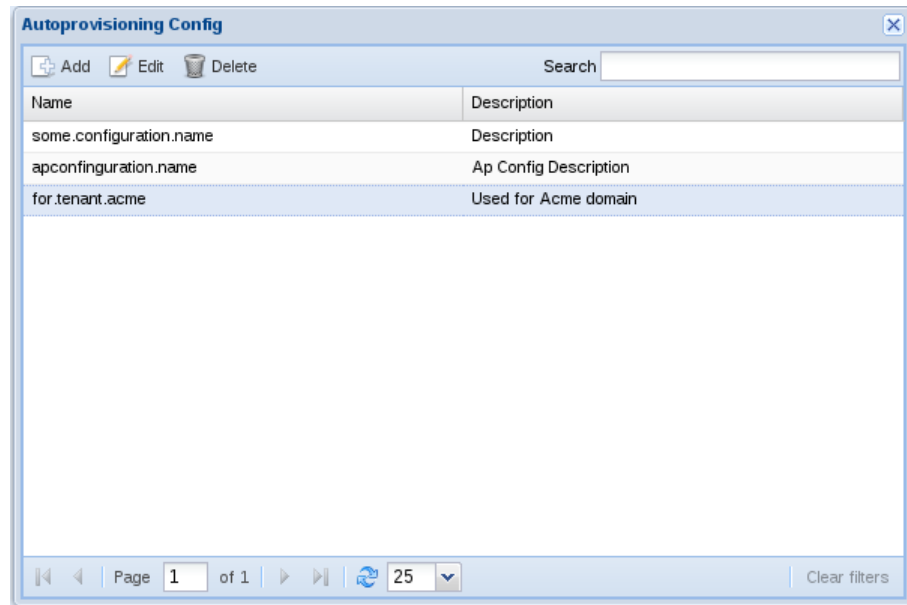 Autoprovisioning Config
Add Edit Delete Search
Name Description
some.configuration.name Description
apconfinguration.name Ap Config Description
for.tenant.acme Used for Acme domain
Page 1 of 1 25 Clear filters